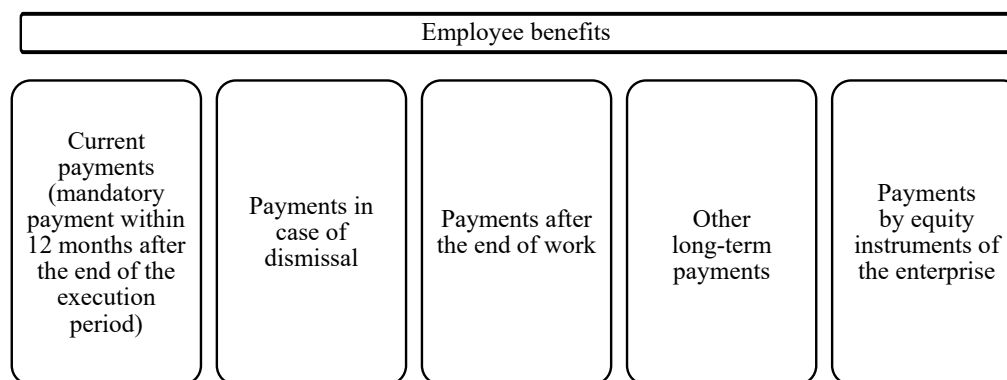 Employee benefits
Current
payments
(mandatory
payment within
12 months after
the end of the
execution
period)
Payments in
case of
dismissal
Payments after
the end of work
Other
long-term
payments
Payments
by equity
instruments of
the enterprise